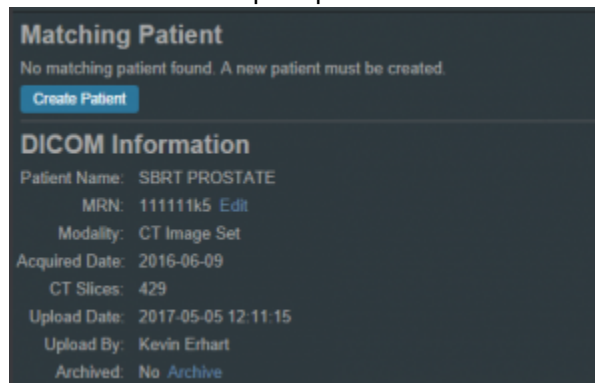 Matching Patient
No matching patient found. A new patient must be created.
Create Patient
DICOM Information
Patient Name: SBRT PROSTATE
MRN: 111111k5 Edit
Modality: CT Image Set
Acquired Date: 2016-06-09
CT Slices: 429
Upload Date: 2017-05-05 12:11:15
Upload By: Kevin Erhart
Archived: No Archive